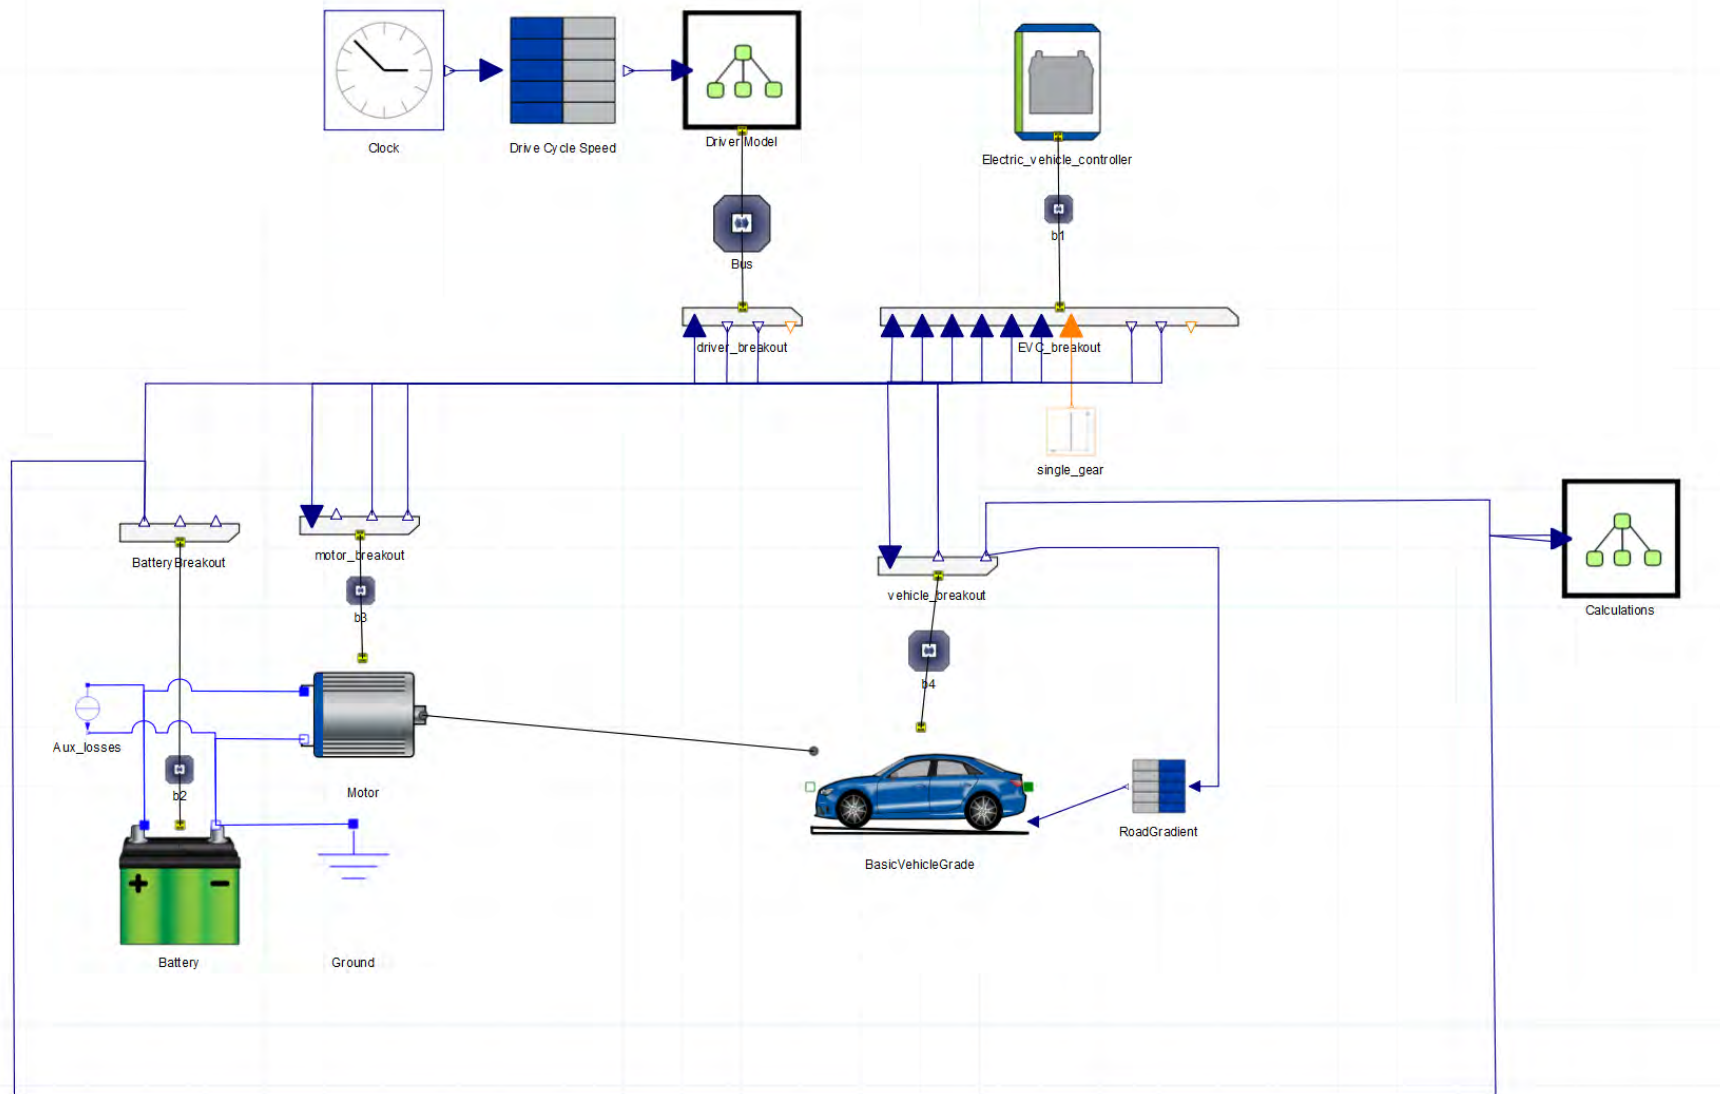 Clock
Drive Cycle Speed
Driver Model
Electric_vehicle_controller
b1
Bus
driver_breakout
EVC_breakout
single_gear
Battery Breakout
motor_breakout
vehicle_breakout
Calculations
b3
b4
Aux_losses
b2
Motor
RoadGradient
BasicVehicleGrade
Battery
Ground